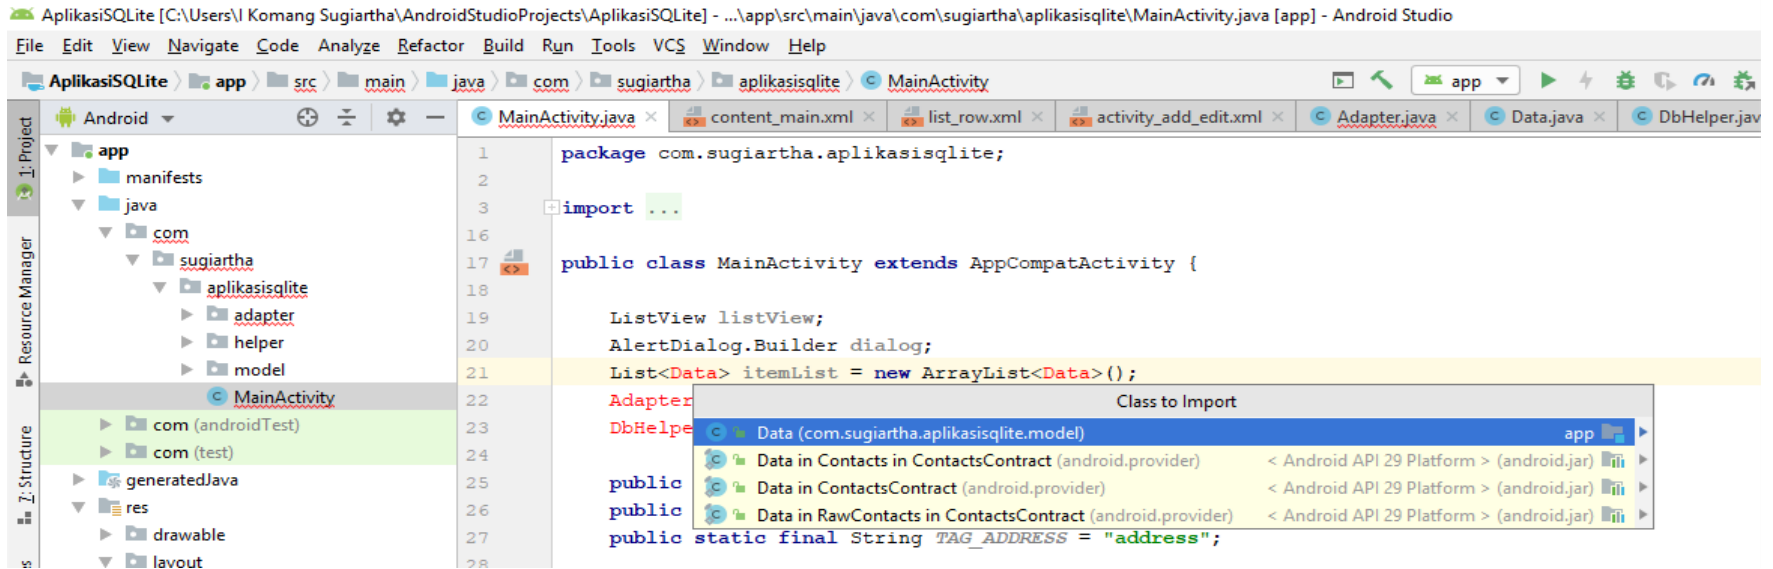 AplikasiSQLite [C:\Users\I Komang Sugiartha\AndroidStudioProjects\AplikasiSQLite] - ...\app\src\main\java\com\sugiartha\aplikasisqlite\MainActivity.java [app] - Android Studio
File Edit View Navigate Code Analyze Refactor Build Run Tools VCS Window Help
AplikasiSQLite app src main java com sugiartha aplikasisqlite MainActivity app
Android
MainActivity.java content_main.xml list_row.xml activity_add_edit.xml Adapter.java Data.java DbHelper.jav
1: Project
Resource Manager
7: Structure
app
manifests
java
com
sugiartha
aplikasisqlite
adapter
helper
model
MainActivity
com (androidTest)
com (test)
generatedJava
res
drawable
layout
1 package com.sugiartha.aplikasisqlite;
2
3 import ...
16
17 public class MainActivity extends AppCompatActivity {
18
19 ListView listView;
20 AlertDialog.Builder dialog;
21 List<Data> itemList = new ArrayList<Data>();
22 Adapter
23 DbHelpe
24
25 public
26 public
27 public static final String TAG_ADDRESS = "address";
28
Class to Import
Data (com.sugiartha.aplikasisqlite.model) app
Data in Contacts in ContactsContract (android.provider) < Android API 29 Platform > (android.jar)
Data in ContactsContract (android.provider) < Android API 29 Platform > (android.jar)
Data in RawContacts in ContactsContract (android.provider) < Android API 29 Platform > (android.jar)